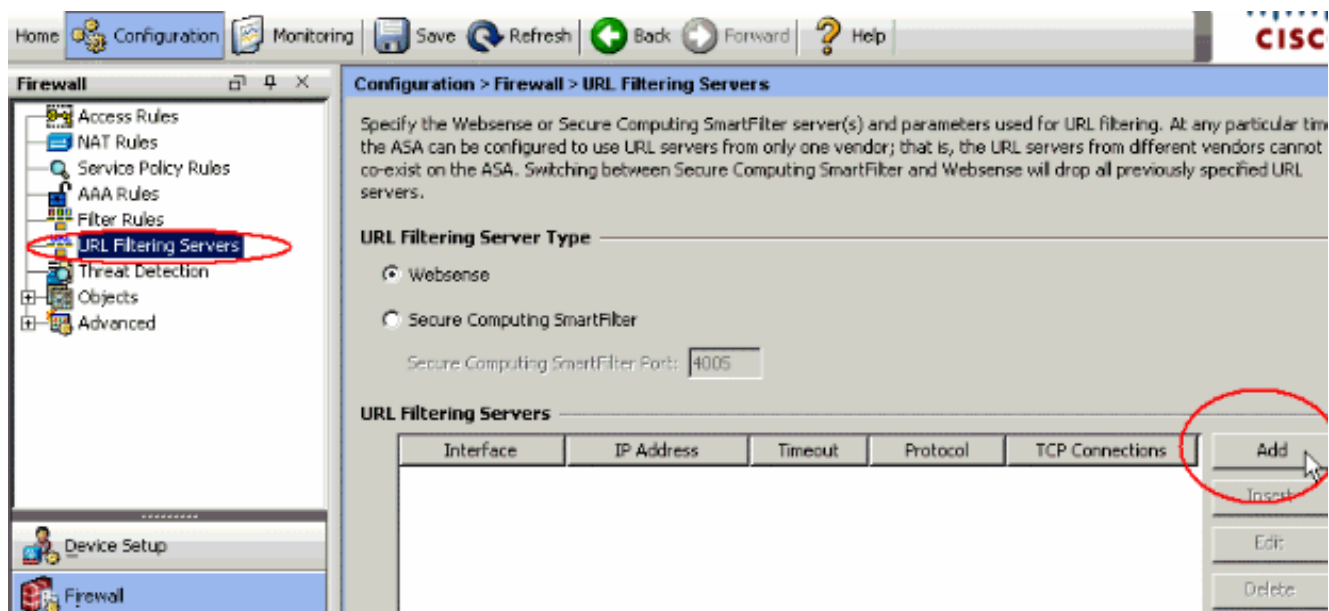 Home Configuration Monitoring Save Refresh Back Forward Help
CISCO
Firewall
Access Rules
NAT Rules
Service Policy Rules
AAA Rules
Filter Rules
URL Filtering Servers
Threat Detection
Objects
Advanced
Device Setup
Firewall
Configuration > Firewall > URL Filtering Servers
Specify the Websense or Secure Computing SmartFilter server(s) and parameters used for URL filtering. At any particular time
the ASA can be configured to use URL servers from only one vendor; that is, the URL servers from different vendors cannot
co-exist on the ASA. Switching between Secure Computing SmartFilter and Websense will drop all previously specified URL
servers.
URL Filtering Server Type
Websense
Secure Computing SmartFilter
Secure Computing SmartFilter Port: 4005
URL Filtering Servers
Interface IP Address Timeout Protocol TCP Connections
Add
Insert
Edit
Delete